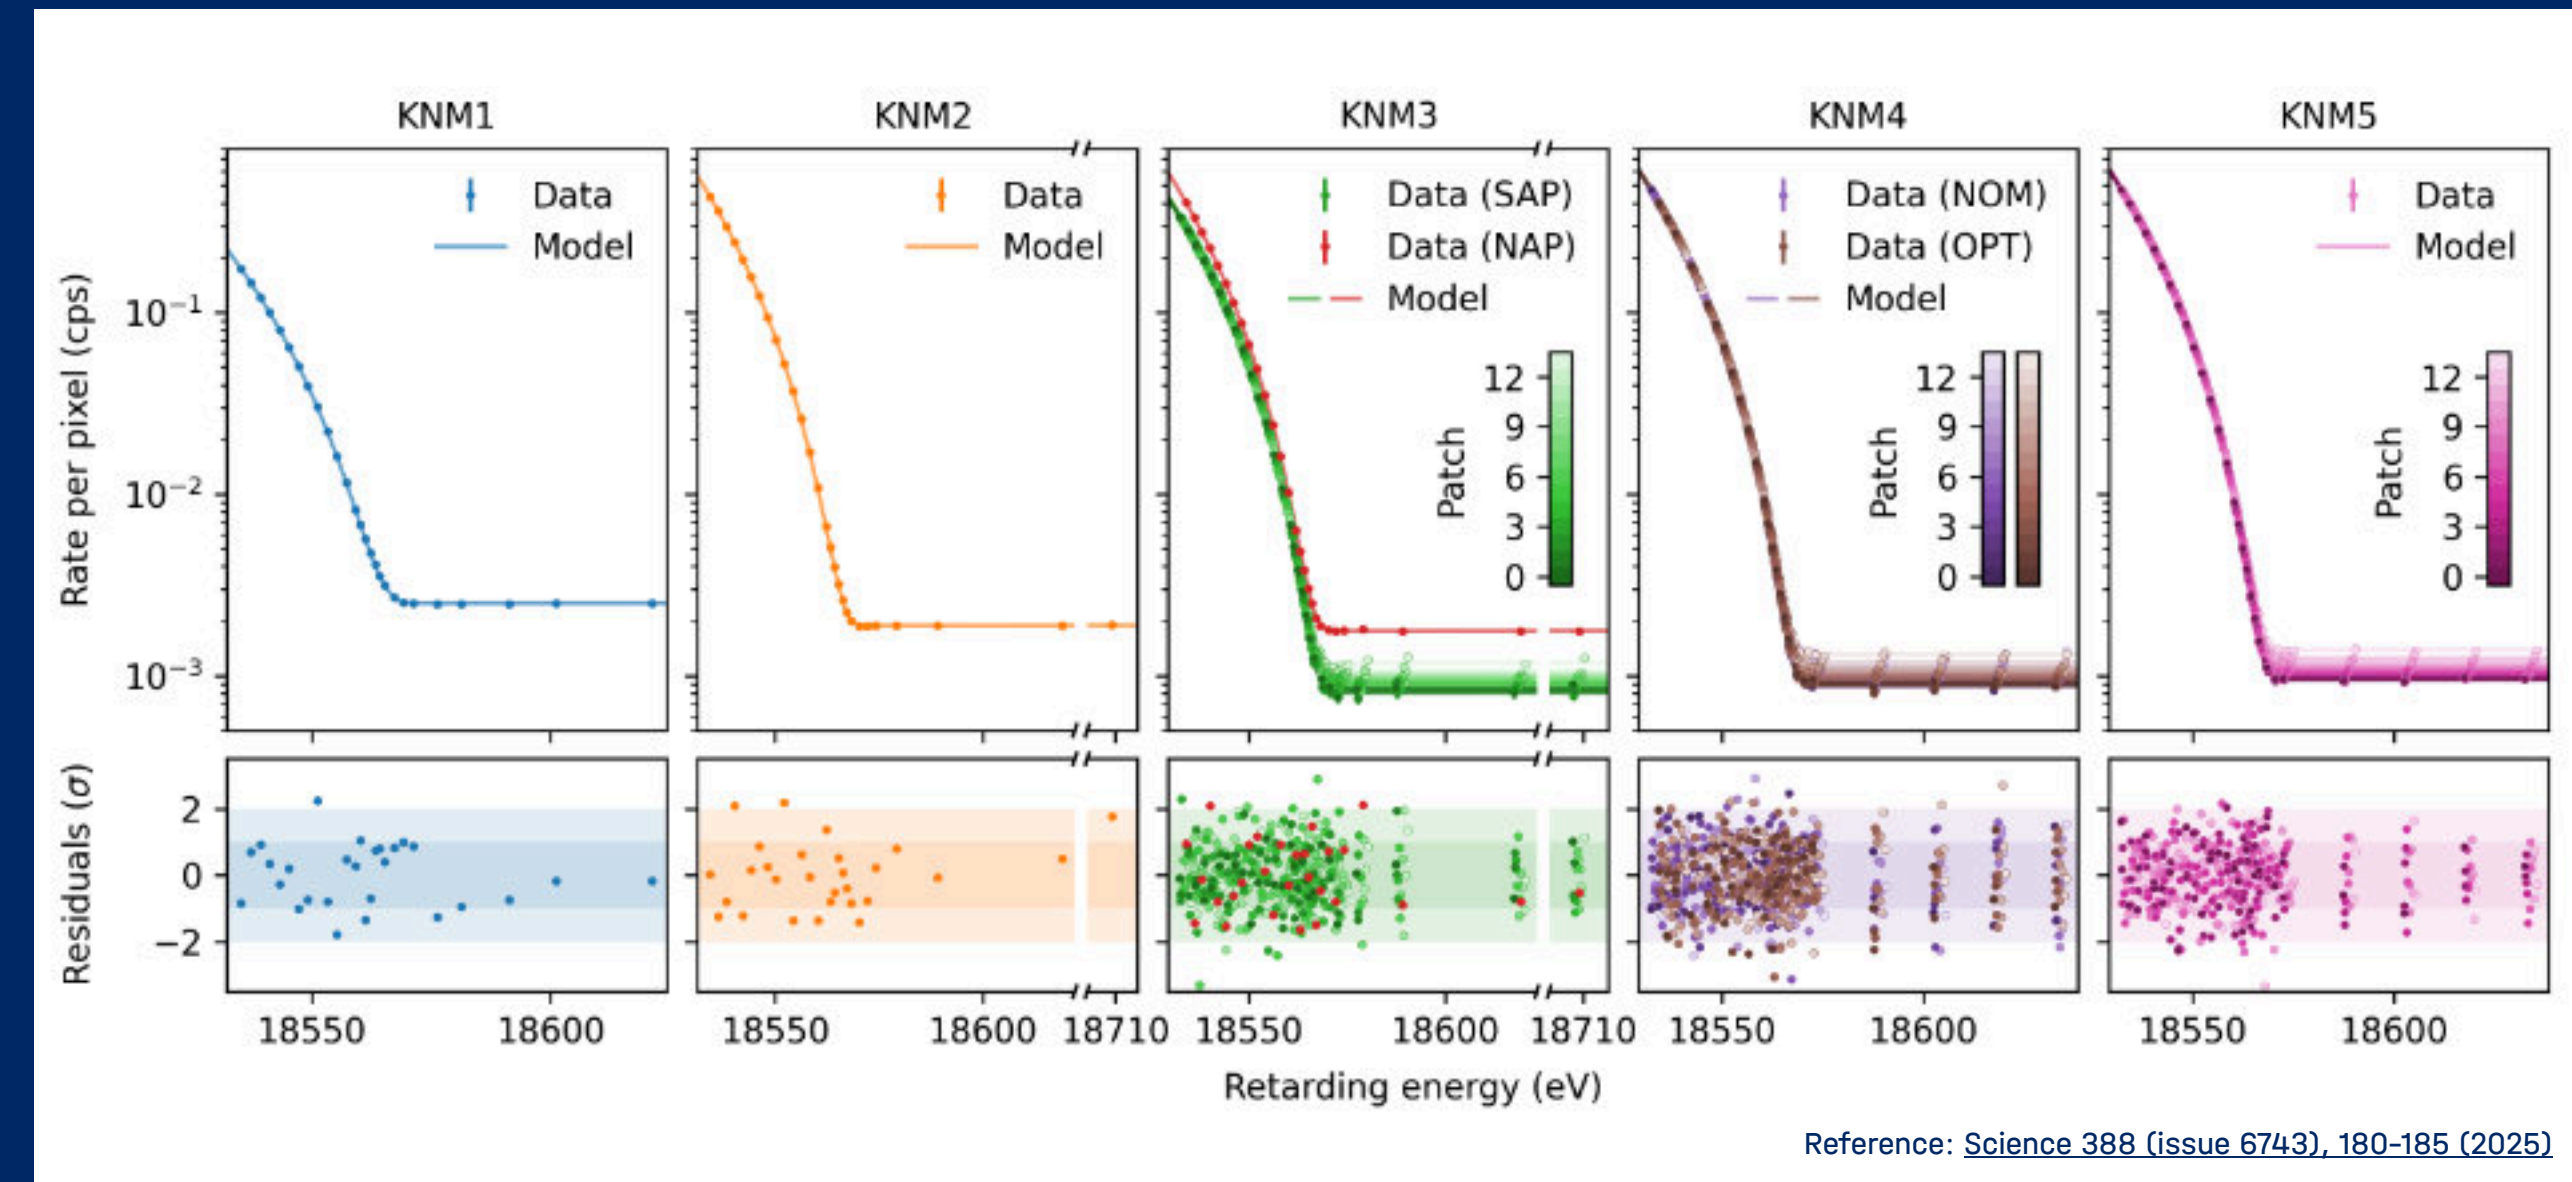 KNM1
KNM2
KNM3
KNM4
KNM5
Rate per pixel (cps)
10⁻¹
10⁻²
10⁻³
Data
Model
Data
Model
Data (SAP)
Data (NAP)
Model
Patch
12
9
6
3
0
Data (NOM)
Data (OPT)
Model
Patch
12
9
6
3
0
Data
Model
Patch
12
9
6
3
0
Residuals (σ)
2
0
−2
18550 18600
18550 18600 18710
18550 18600 18710
18550 18600
18550 18600
Retarding energy (eV)
Reference: Science 388 (issue 6743), 180-185 (2025)